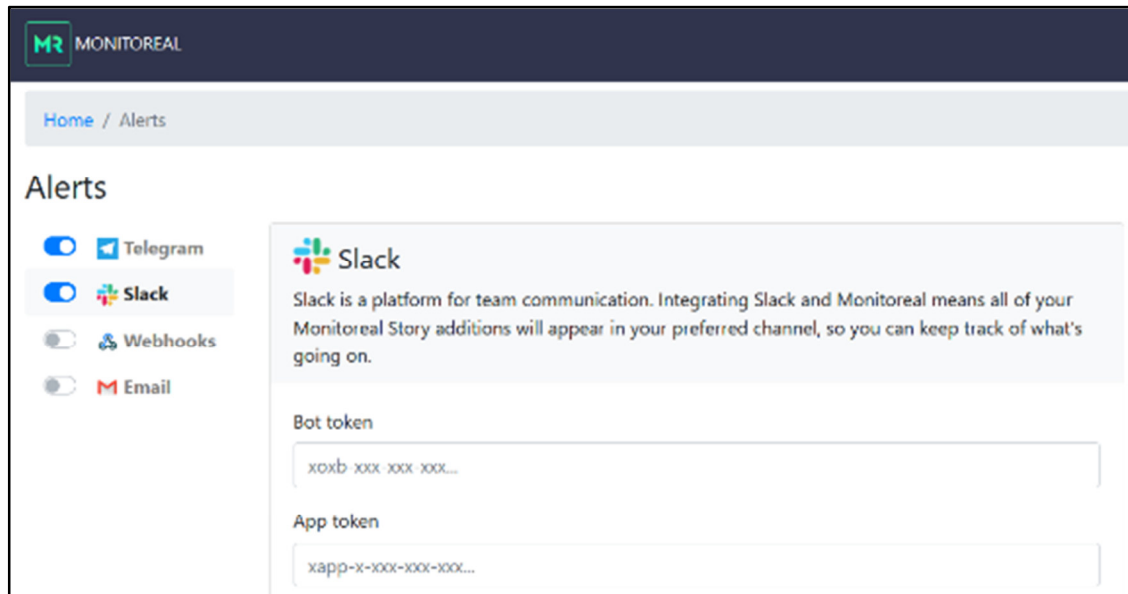 MR MONITOREAL
Home / Alerts
Alerts
Telegram
Slack
Webhooks
Email
Slack
Slack is a platform for team communication. Integrating Slack and Monitoreal means all of your
Monitoreal Story additions will appear in your preferred channel, so you can keep track of what's
going on.
Bot token
xoxb-xxx-xxx-xxx...
App token
xapp-x-xxx-xxx-xxx...